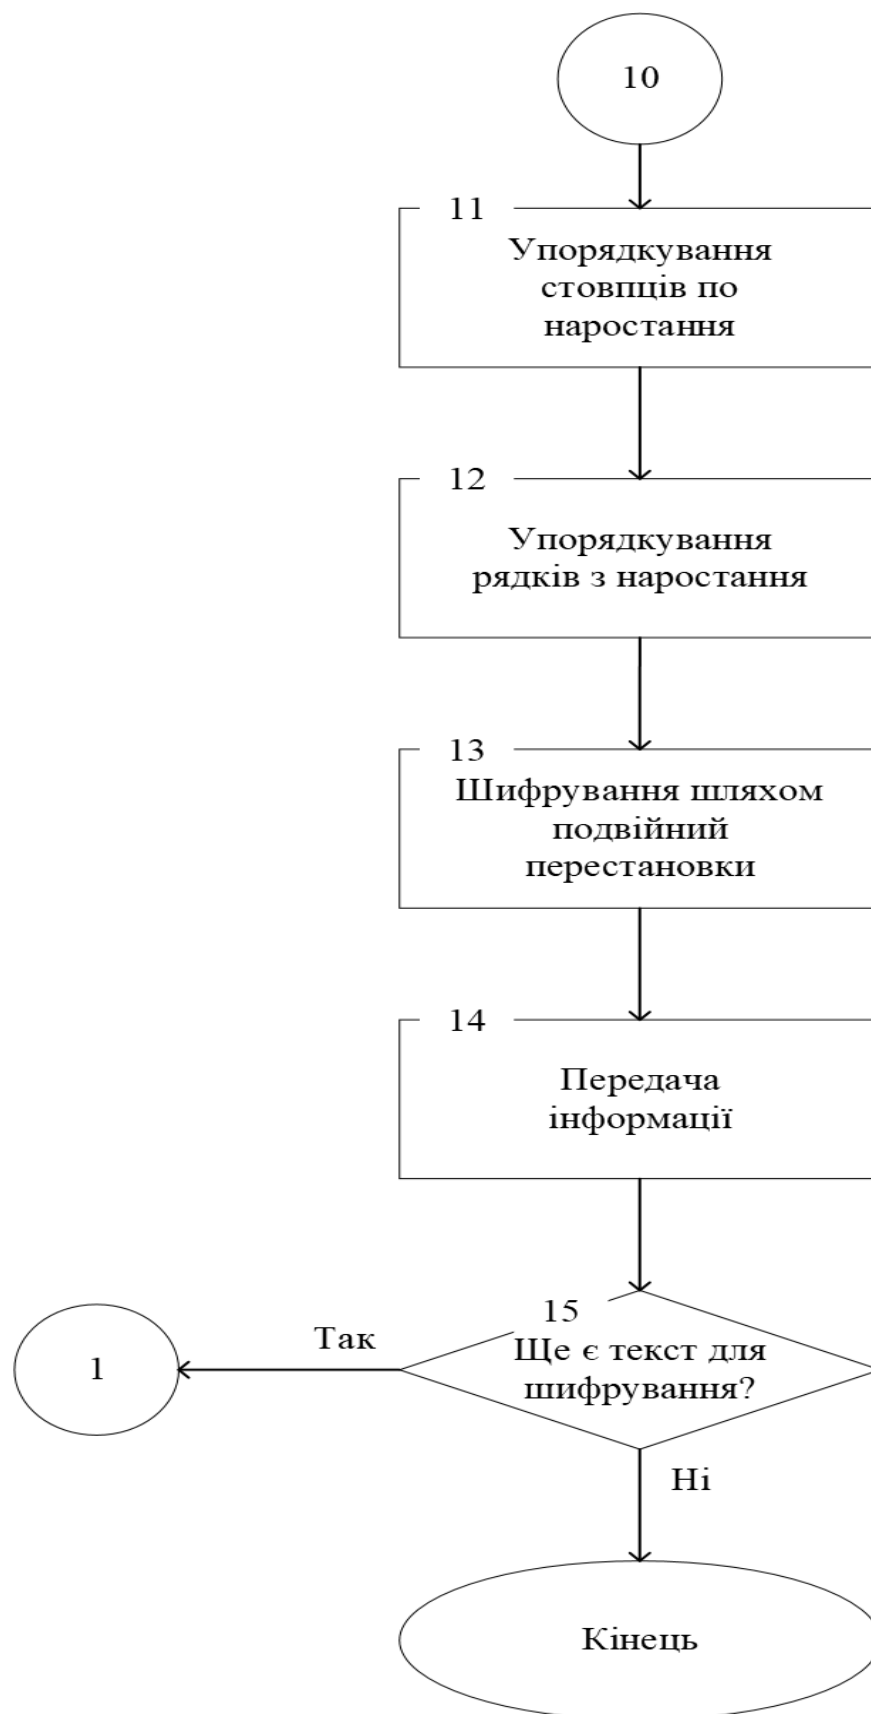 10
11
Упорядкування
стовпців по
наростання
12
Упорядкування
рядків з наростання
13
Шифрування шляхом
подвійний
перестановки
14
Передача
інформації
15
Ще є текст для
шифрування?
Так
1
Ні
Кінець